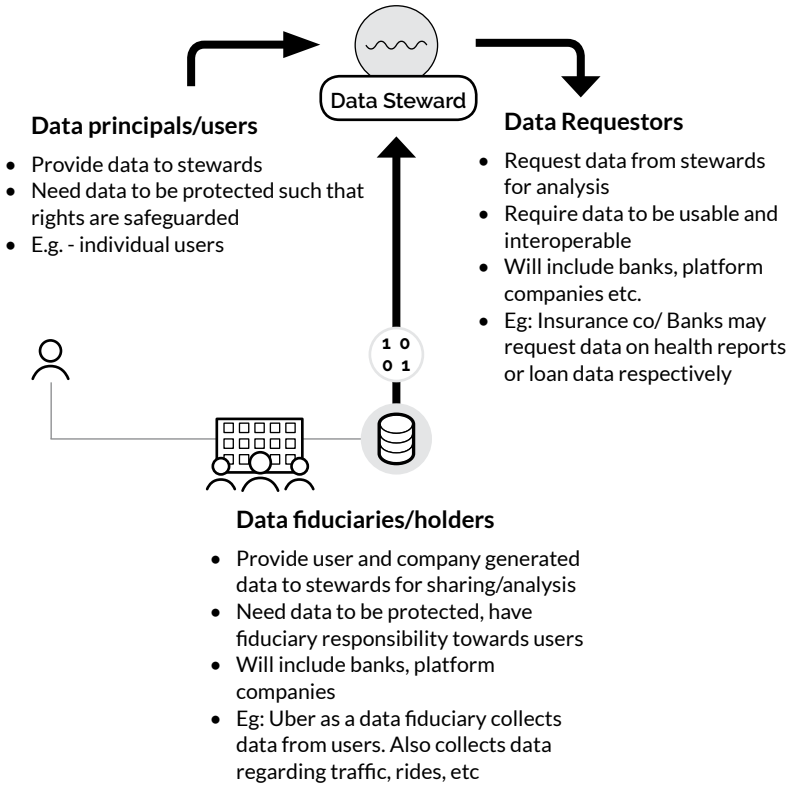 Data Steward
Data principals/users
• Provide data to stewards
• Need data to be protected such that
rights are safeguarded
• E.g. - individual users
Data Requestors
• Request data from stewards
for analysis
• Require data to be usable and
interoperable
• Will include banks, platform
companies etc.
• Eg: Insurance co/ Banks may
request data on health reports
or loan data respectively
1 0
0 1
Data fiduciaries/holders
• Provide user and company generated
data to stewards for sharing/analysis
• Need data to be protected, have
fiduciary responsibility towards users
• Will include banks, platform
companies
• Eg: Uber as a data fiduciary collects
data from users. Also collects data
regarding traffic, rides, etc